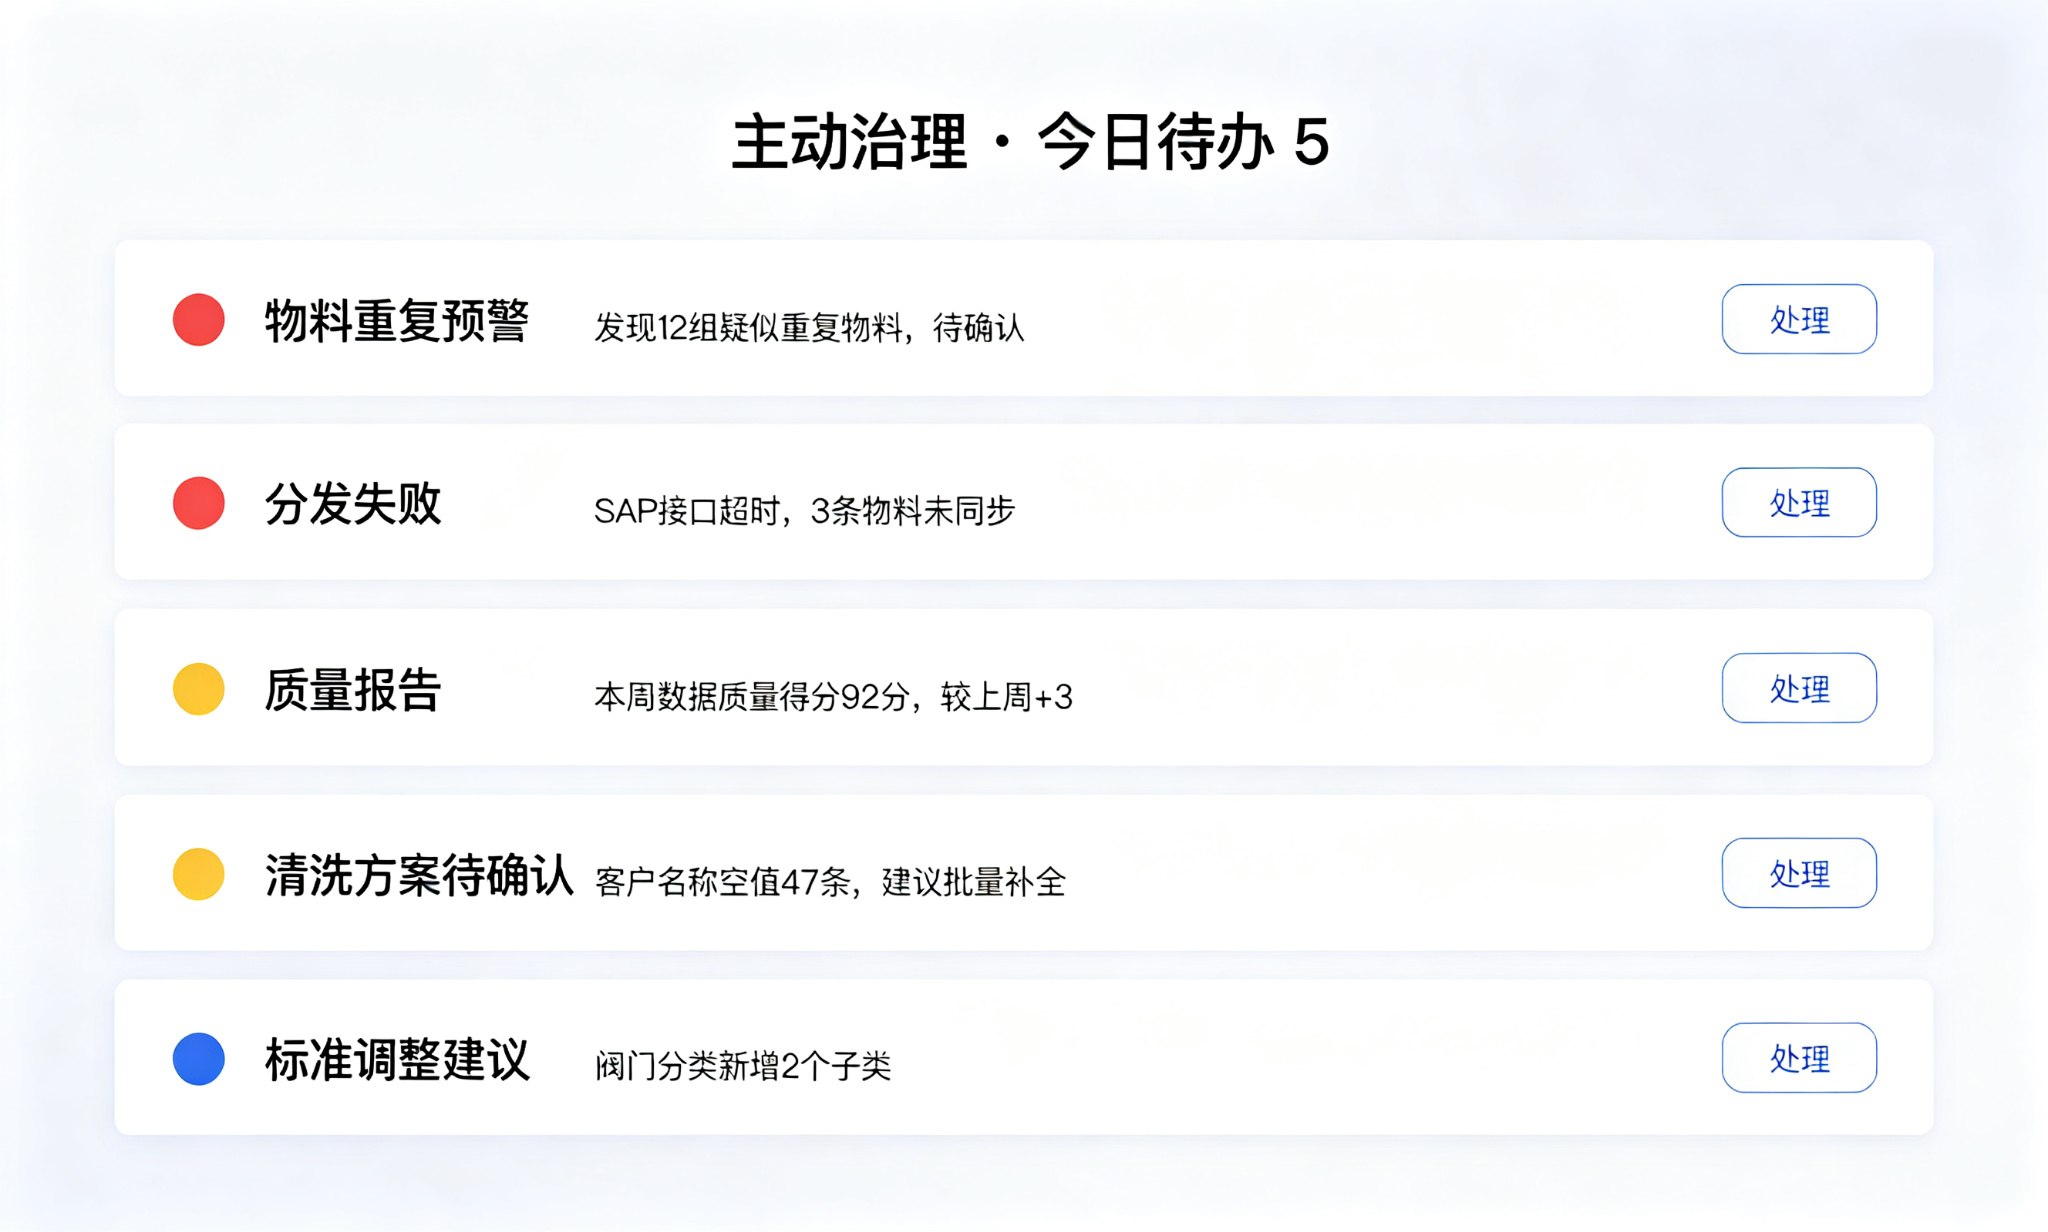 主动治理 · 今日待办 5
物料重复预警 发现12组疑似重复物料，待确认 处理
分发失败 SAP接口超时，3条物料未同步 处理
质量报告 本周数据质量得分92分，较上周+3 处理
清洗方案待确认 客户名称空值47条，建议批量补全 处理
标准调整建议 阀门分类新增2个子类 处理